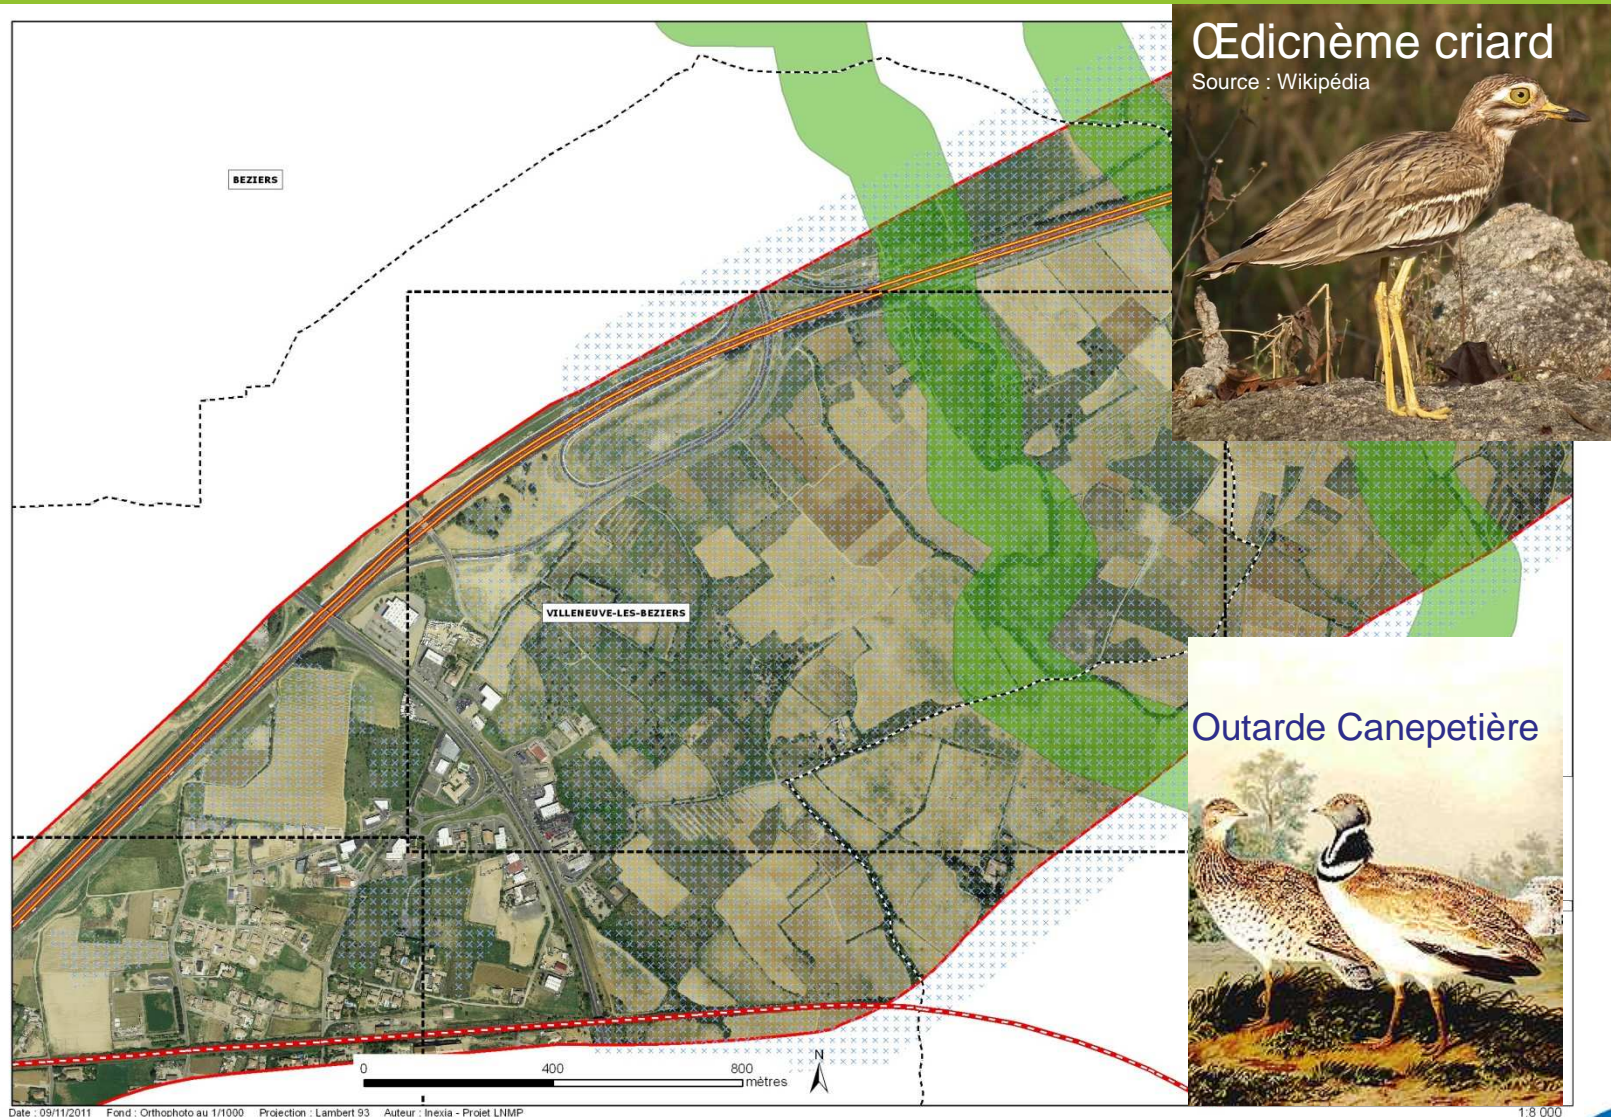 Œdicnème criard
Source : Wikipédia
BEZIERS
VILLENEUVE-LES-BEZIERS
Outarde Canepetière
0 400 800
mètres
N
Date : 09/11/2011 Fond : Orthophoto au 1/1000 Projection : Lambert 93 Auteur : Inexia - Projet LNMP
1:8 000